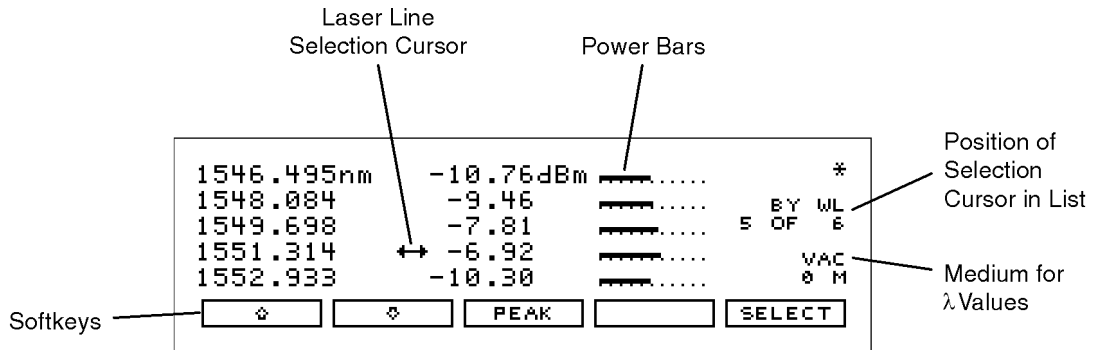 Laser Line
Selection Cursor
Power Bars
Position of
Selection
Cursor in List
1546.495nm -10.76dBm *
1548.084 -9.46 BY WL
1549.698 -7.81 5 OF 6
1551.314 -6.92 VAC
1552.933 -10.30 0 M
Medium for
λ Values
Softkeys
PEAK SELECT